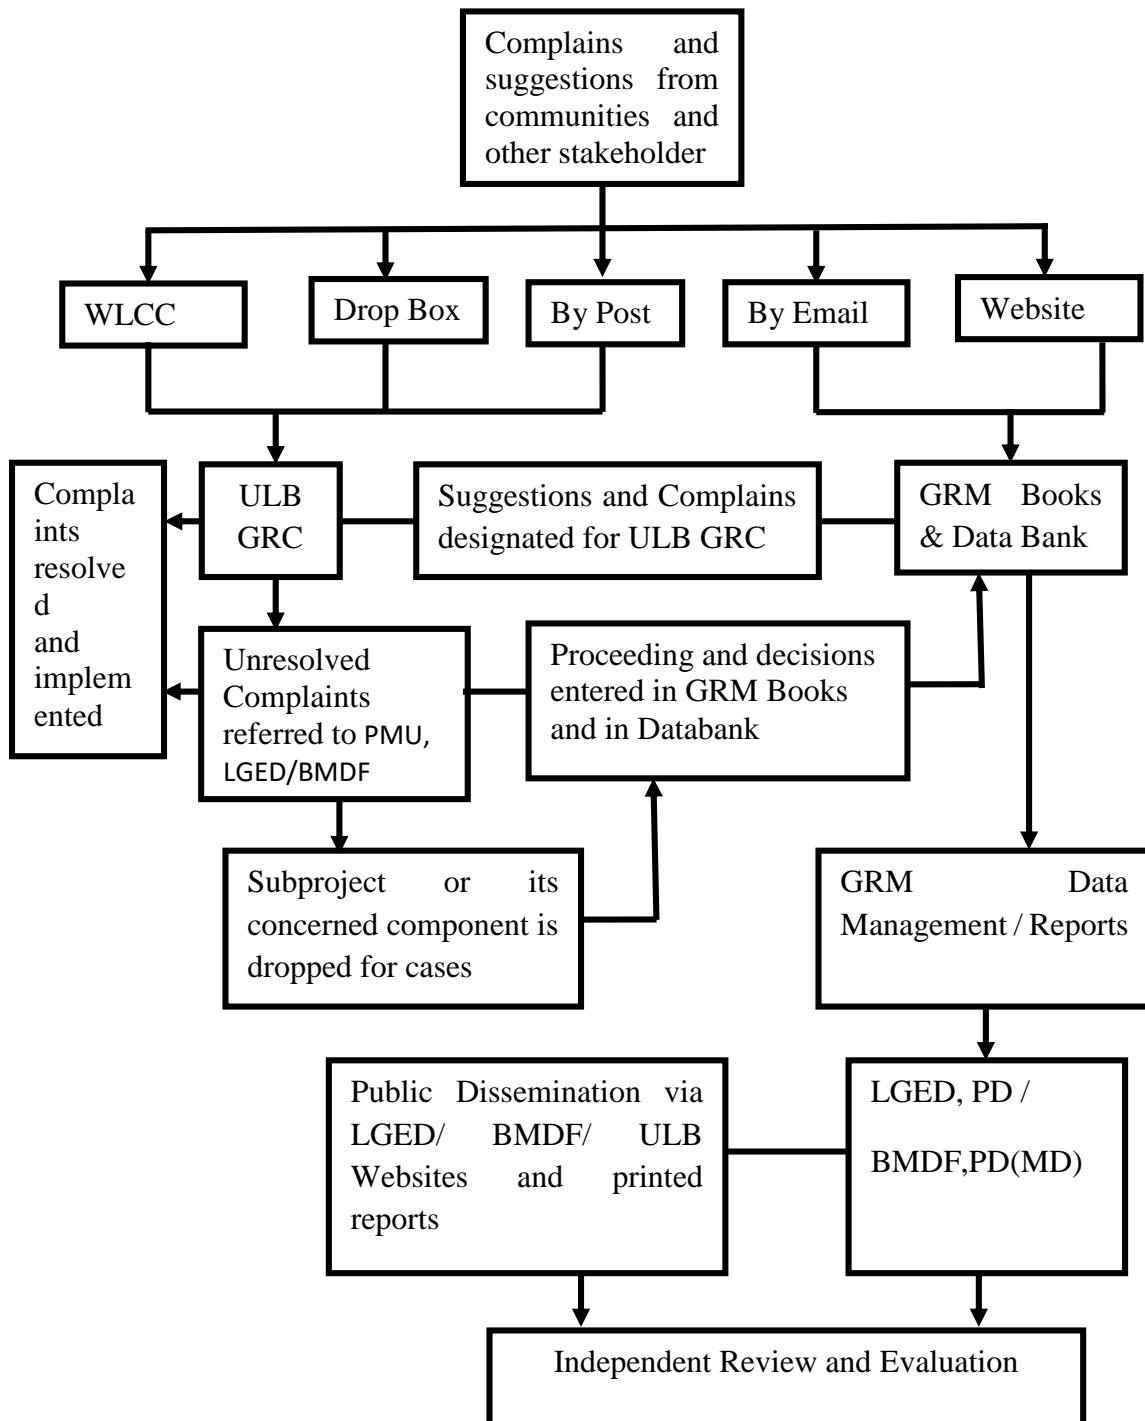 Complains and
suggestions from
communities and
other stakeholder
WLCC
Drop Box
By Post
By Email
Website
Compla
ints
resolve
d
and
implem
ented
ULB
GRC
Suggestions and Complains
designated for ULB GRC
GRM Books
& Data Bank
Unresolved
Complaints
referred to PMU,
LGED/BMDF
Proceeding and decisions
entered in GRM Books
and in Databank
Subproject or its
concerned component is
dropped for cases
GRM Data
Management / Reports
Public Dissemination via
LGED/ BMDF/ ULB
Websites and printed
reports
LGED, PD /
BMDF,PD(MD)
Independent Review and Evaluation